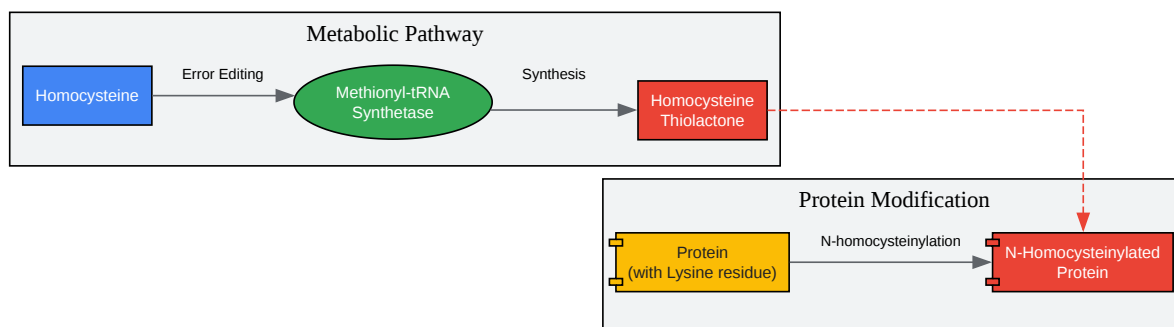 Metabolic Pathway
Homocysteine
Error Editing
Methionyl-tRNA
Synthetase
Synthesis
Homocysteine
Thiolactone
Protein Modification
Protein
(with Lysine residue)
N-homocysteinylation
N-Homocysteinylated
Protein